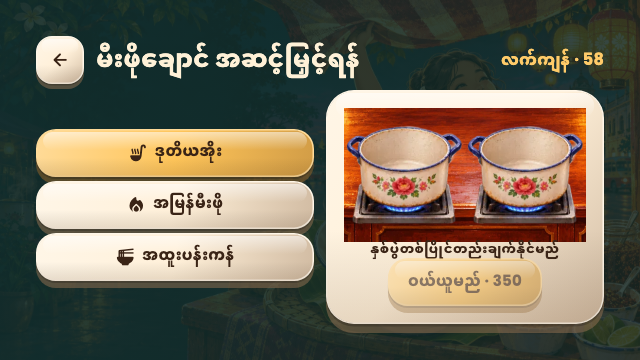 မီးဖိုချောင် အဆင့်မြှင့်ရန်
လက်ကျန် · 58
ဒုတိယအိုး
အမြန်မီးဖို
အထူးပန်းကန်
နှစ်ပွဲတစ်ပြိုင်တည်းချက်နိုင်မည်
ဝယ်ယူမည် · 350